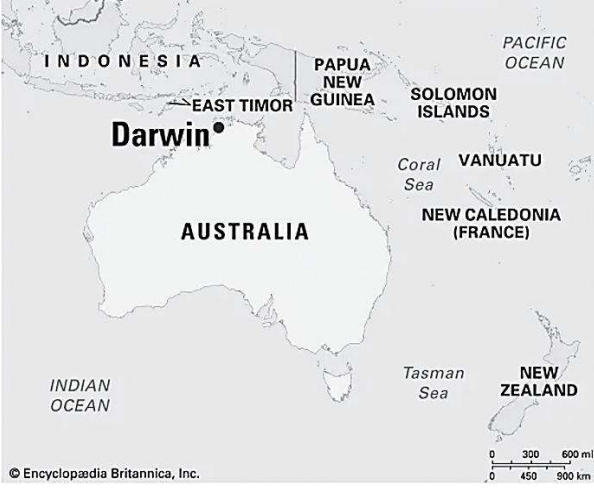 PACIFIC
OCEAN
INDONESIA
PAPUA
NEW
GUINEA
SOLOMON
ISLANDS
EAST TIMOR
Darwin
Coral
Sea
VANUATU
NEW CALEDONIA
(FRANCE)
AUSTRALIA
INDIAN
OCEAN
Tasman
Sea
NEW
ZEALAND
0 300 600 mi
0 450 900 km
© Encyclopædia Britannica, Inc.